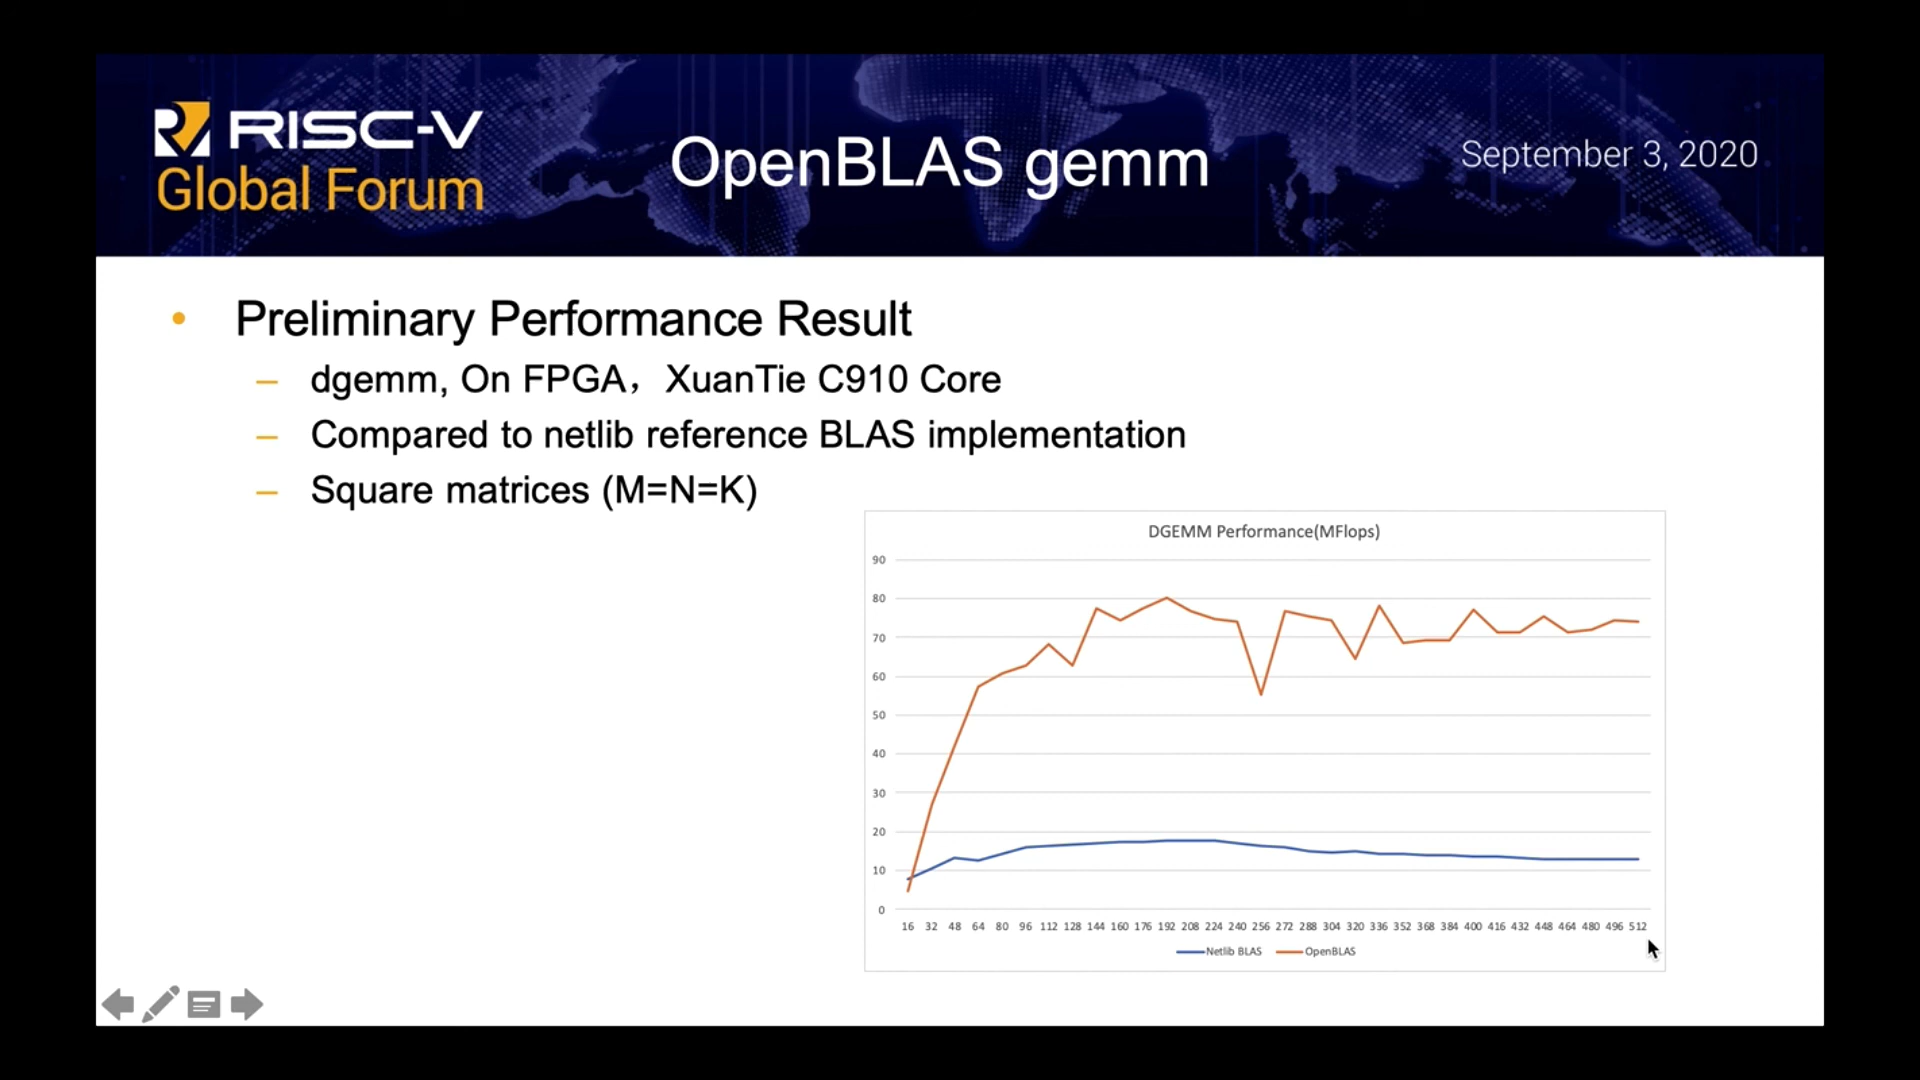 RISC-V
Global Forum
OpenBLAS gemm
September 3, 2020
• Preliminary Performance Result
– dgemm, On FPGA，XuanTie C910 Core
– Compared to netlib reference BLAS implementation
– Square matrices (M=N=K)
DGEMM Performance(MFlops)
90
80
70
60
50
40
30
20
10
0
16 32 48 64 80 96 112 128 144 160 176 192 208 224 240 256 272 288 304 320 336 352 368 384 400 416 432 448 464 480 496 512
Netlib BLAS OpenBLAS